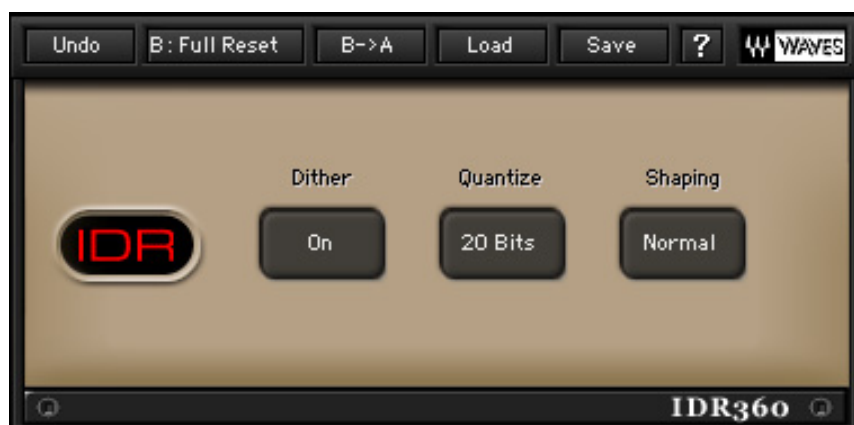 Undo B: Full Reset B->A Load Save ? WAVES
Dither Quantize Shaping
IDR On 20 Bits Normal
IDR360